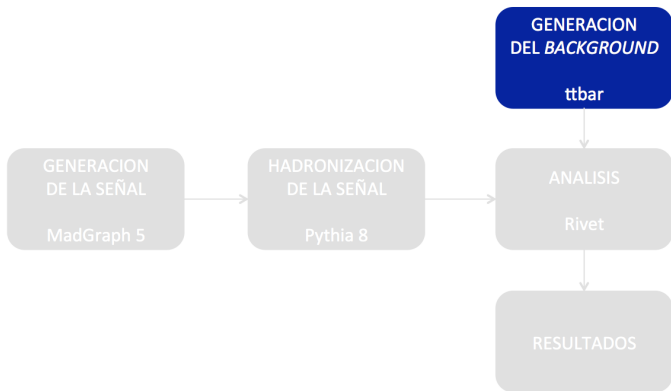 GENERACION
DEL BACKGROUND
ttbar
GENERACION
DE LA SEÑAL
MadGraph 5
HADRONIZACION
DE LA SEÑAL
Pythia 8
ANALISIS
Rivet
RESULTADOS